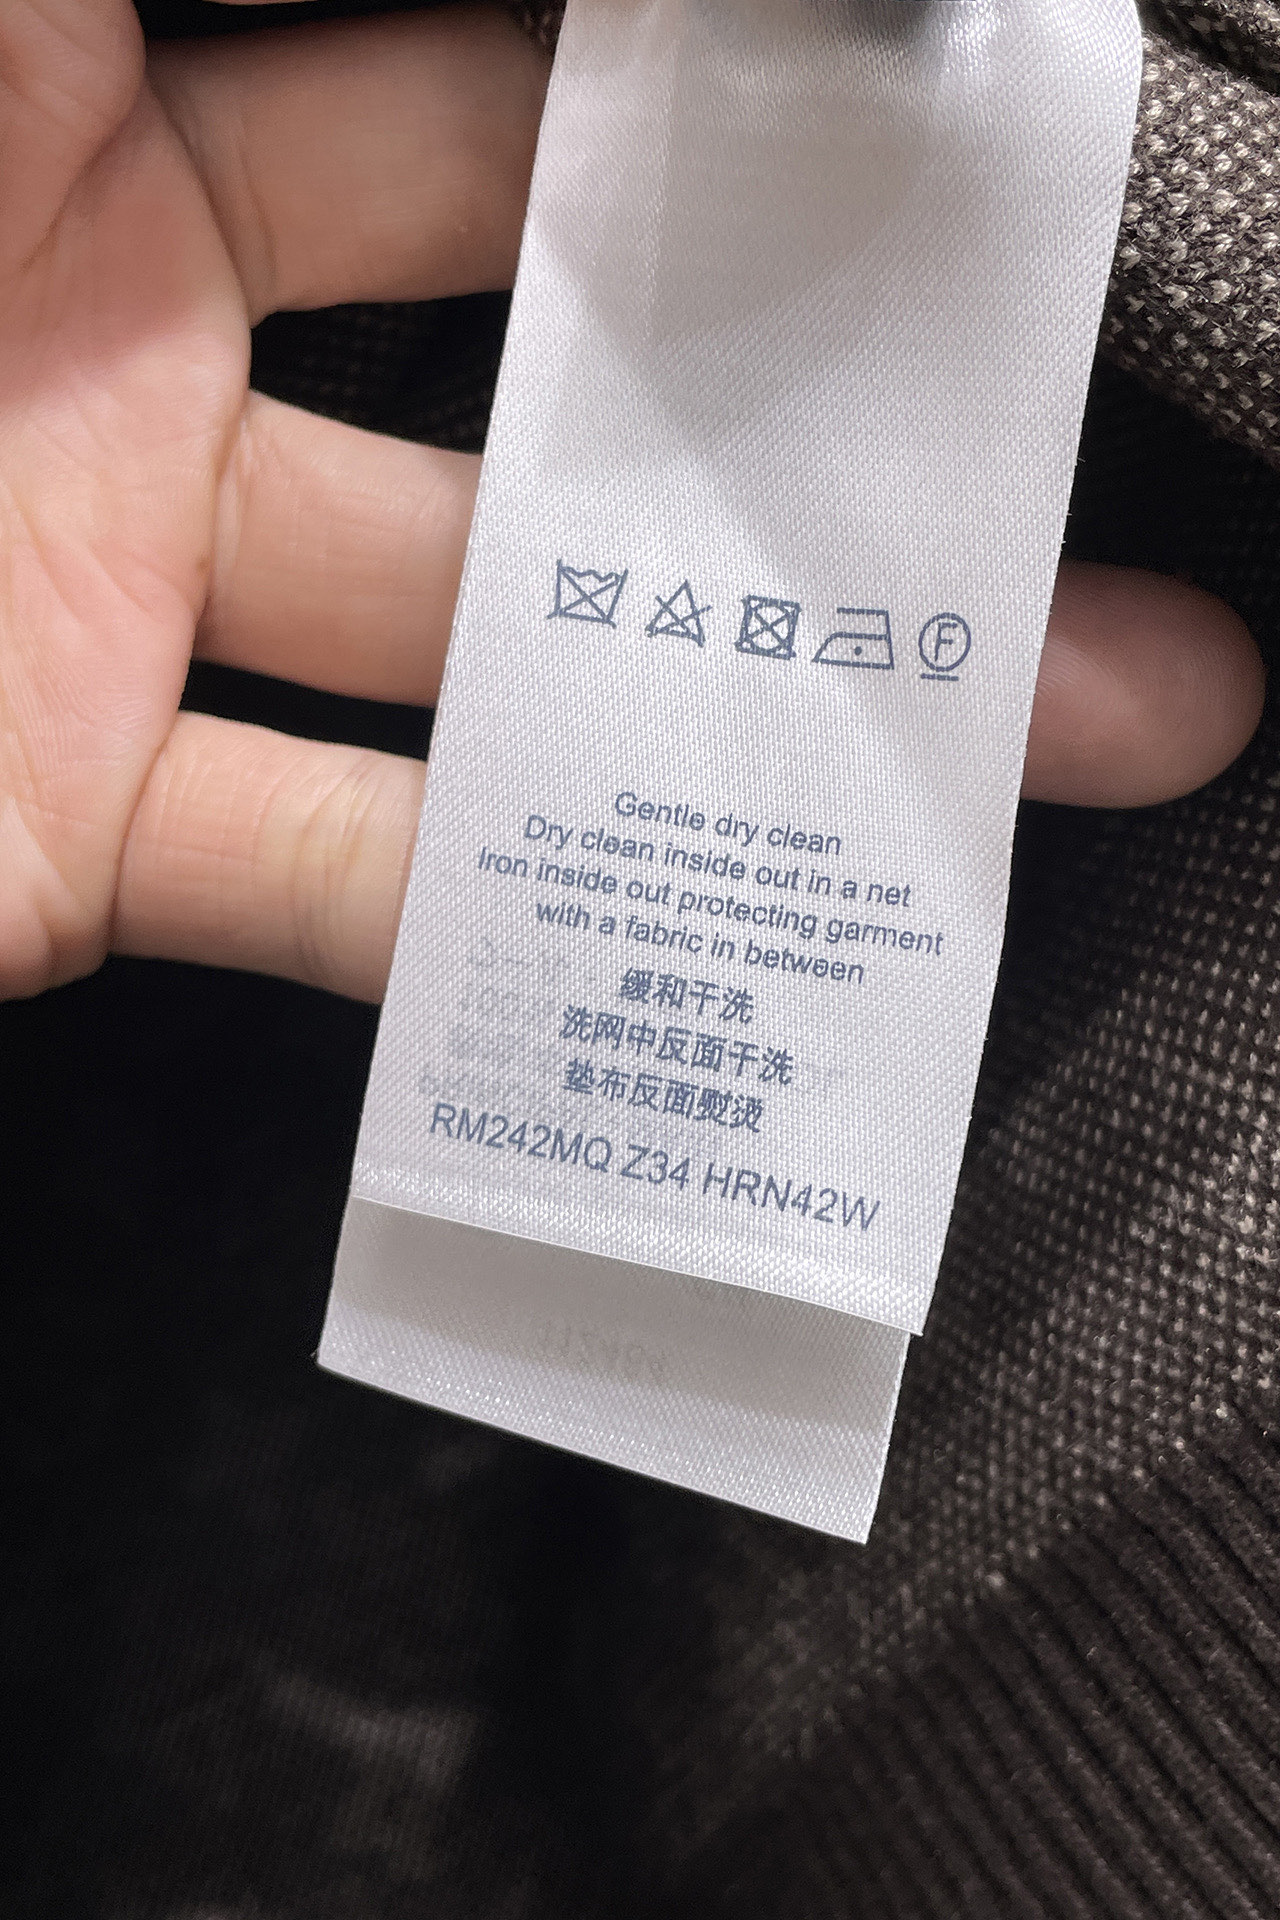 F
Gentle dry clean
Dry clean inside out in a net
Iron inside out protecting garment
with a fabric in between
缓和干洗
洗网中反面干洗
垫布反面熨烫
RM242MQ Z34 HRN42W